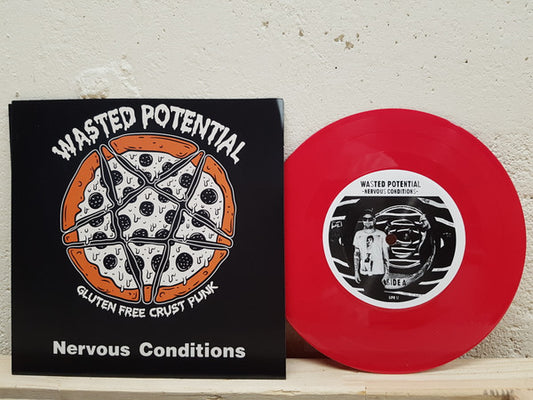 WASTED POTENTIAL
GLUTEN FREE CRUST PUNK
Nervous Conditions
WASTED POTENTIAL
-NERVOUS CONDITIONS-
SIDE A